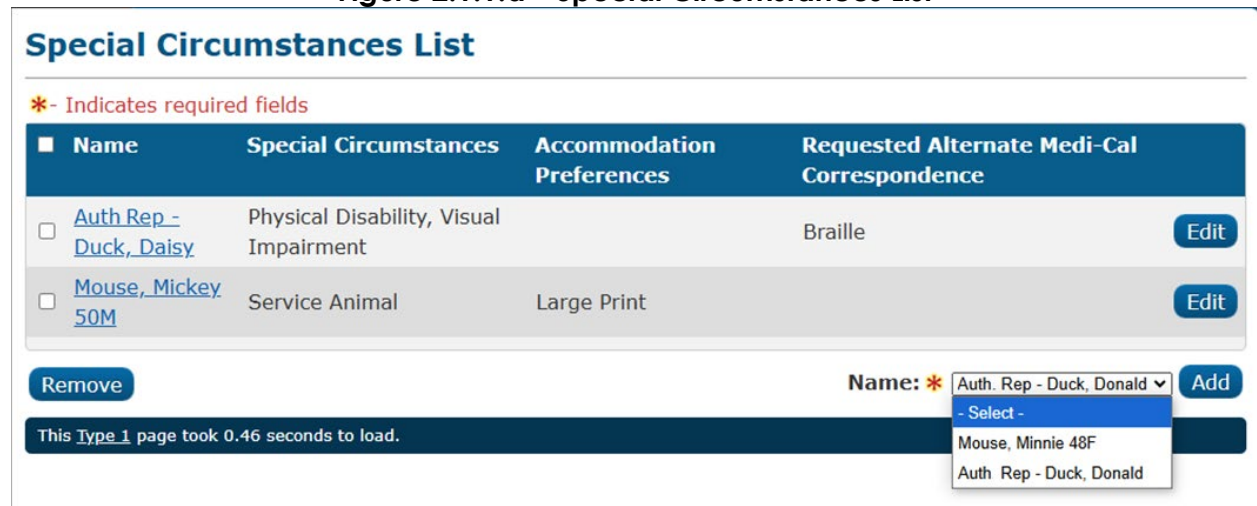 Special Circumstances List
*- Indicates required fields
Name Special Circumstances Accommodation Preferences Requested Alternate Medi-Cal Correspondence
Auth Rep - Duck, Daisy Physical Disability, Visual Impairment Braille Edit
Mouse, Mickey 50M Service Animal Large Print Edit
Remove Name: * Auth. Rep - Duck, Donald Add
- Select -
Mouse, Minnie 48F
Auth Rep - Duck, Donald
This Type 1 page took 0.46 seconds to load.